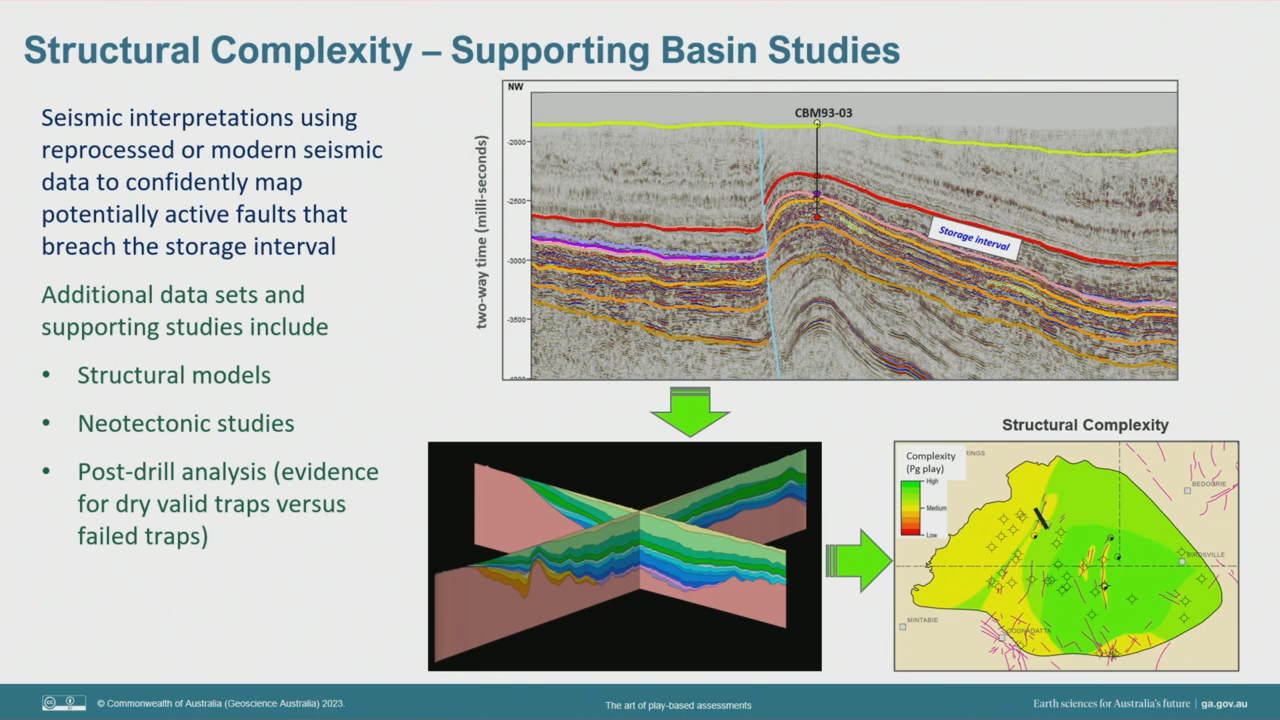 Structural Complexity – Supporting Basin Studies
Seismic interpretations using
reprocessed or modern seismic
data to confidently map
potentially active faults that
breach the storage interval
Additional data sets and
supporting studies include
• Structural models
• Neotectonic studies
• Post-drill analysis (evidence
for dry valid traps versus
failed traps)
NW
CBM93-03
two-way time (milli-seconds)
-2000
-2500
-3000
-3500
Storage interval
Structural Complexity
Complexity
(Pg play)
High
Medium
Low
RINGS
BEDOURIE
BIRDSVILLE
MINTABIE
OODNADATTA
© Commonwealth of Australia (Geoscience Australia) 2023.
The art of play-based assessments
Earth sciences for Australia's future | ga.gov.au